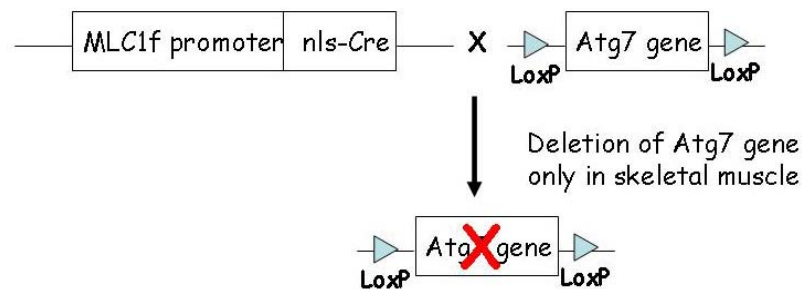 MLC1f promoter nls-Cre X Atg7 gene
LoxP LoxP
Deletion of Atg7 gene
only in skeletal muscle
Atg gene
LoxP LoxP